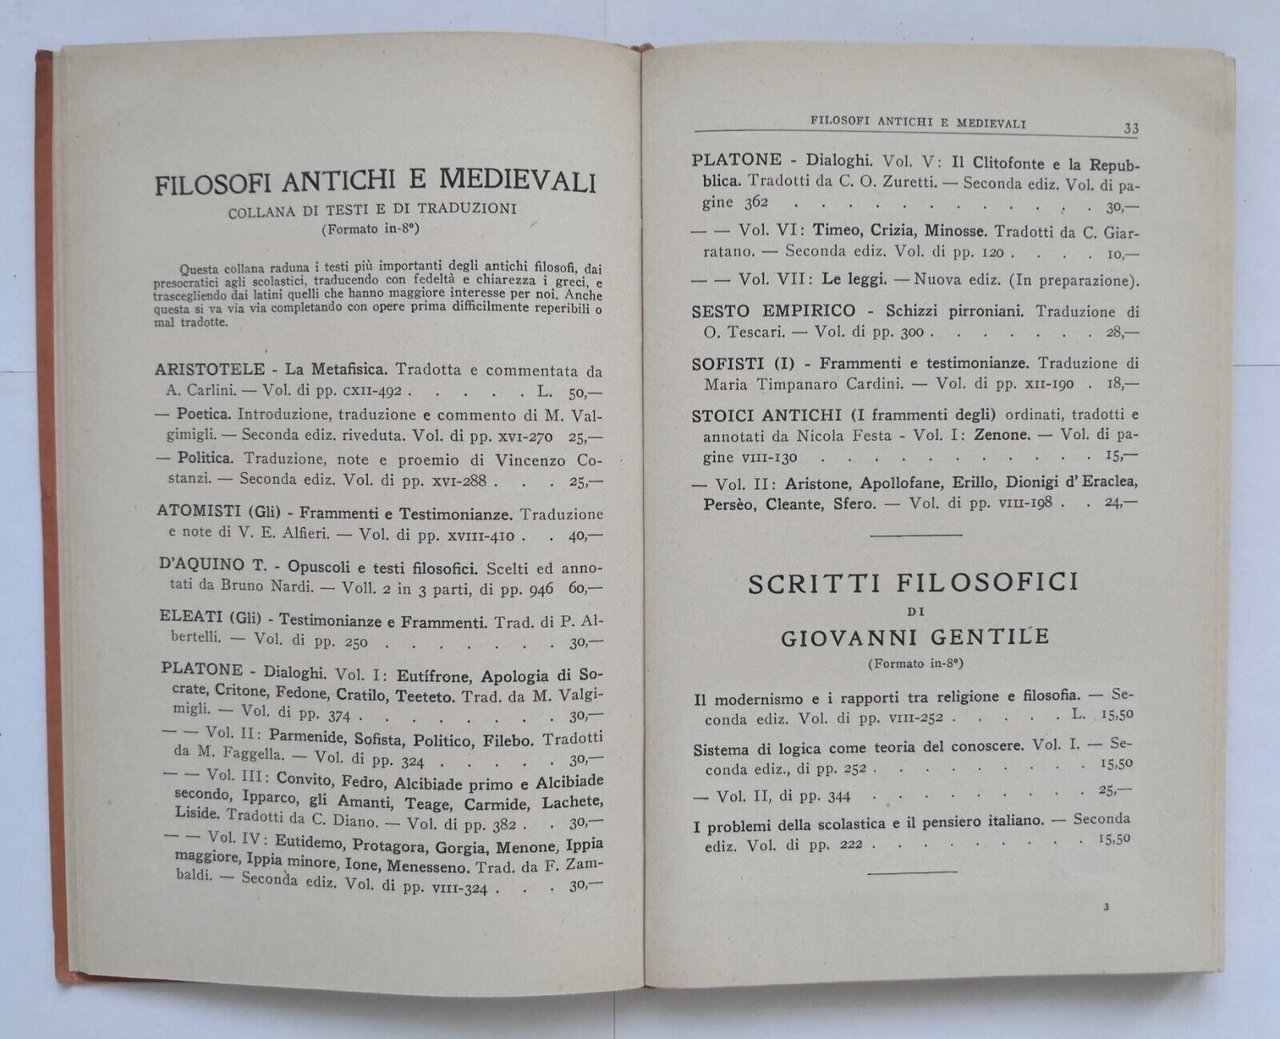 FILOSOFI ANTICHI E MEDIEVALI
COLLANA DI TESTI E DI TRADUZIONI
(Formato in-8°)
Questa collana raduna i testi più importanti degli antichi filosofi, dai
presocratici agli scolastici, traducendo con fedeltà e chiarezza i greci, e
trascegliendo dai latini quelli che hanno maggiore interesse per noi. Anche
questa si va via via completando con opere prima difficilmente reperibili o
mal tradotte.
ARISTOTELE - La Metafisica. Tradotta e commentata da
A. Carlini. — Vol. di pp. CXII-492 . . . . . L. 50,—
— Poetica. Introduzione, traduzione e commento di M. Val-
gimigli. — Seconda ediz. riveduta. Vol. di pp. XVI-270 25,—
— Politica. Traduzione, note e proemio di Vincenzo Co-
stanzi. — Seconda ediz. Vol. di pp. XVI-288 . . . 25,—
ATOMISTI (Gli) - Frammenti e Testimonianze. Traduzione
e note di V. E. Alfieri. — Vol. di pp. XVIII-410 . . 40,—
D'AQUINO T. - Opuscoli e testi filosofici. Scelti ed anno-
tati da Bruno Nardi. — Voll. 2 in 3 parti, di pp. 946 60,—
ELEATI (Gli) - Testimonianze e Frammenti. Trad. di P. Al-
bertelli. — Vol. di pp. 250 . . . . . . . 30,—
PLATONE - Dialoghi. Vol. I: Eutífrone, Apologia di So-
crate, Critone, Fedone, Cratilo, Teeteto. Trad. da M. Valgi-
migli. — Vol. di pp. 374 . . . . . . . . 30,—
— — Vol. II: Parmenide, Sofista, Politico, Filebo. Tradotti
da M. Faggella. — Vol. di pp. 324 . . . . . 30,—
— — Vol. III: Convito, Fedro, Alcibiade primo e Alcibiade
secondo, Ipparco, gli Amanti, Teage, Carmide, Lachete,
Liside. Tradotti da C. Diano. — Vol. di pp. 382 . . 30,—
— — Vol. IV: Eutidemo, Protagora, Gorgia, Menone, Ippia
maggiore, Ippia minore, Ione, Menesseno. Trad. da F. Zam-
baldi. — Seconda ediz. Vol. di pp. VIII-324 . . . 30,—
FILOSOFI ANTICHI E MEDIEVALI 33
PLATONE - Dialoghi. Vol. V: Il Clitofonte e la Repub-
blica. Tradotti da C. O. Zuretti. — Seconda ediz. Vol. di pa-
gine 362 . . . . . . . . . . . . 30,—
— — Vol. VI: Timeo, Crizia, Minosse. Tradotti da C. Giar-
ratano. — Seconda ediz. Vol. di pp. 120 . . . . 10,—
— — Vol. VII: Le leggi. — Nuova ediz. (In preparazione).
SESTO EMPIRICO - Schizzi pirroniani. Traduzione di
O. Tescari. — Vol. di pp. 300 . . . . . . . 28,—
SOFISTI (I) - Frammenti e testimonianze. Traduzione di
Maria Timpanaro Cardini. — Vol. di pp. XII-190 . 18,—
STOICI ANTICHI (I frammenti degli) ordinati, tradotti e
annotati da Nicola Festa - Vol. I: Zenone. — Vol. di pa-
gine VIII-130 . . . . . . . . . . . 15,—
— Vol. II: Aristone, Apollofane, Erillo, Dionigi d'Eraclea,
Persèo, Cleante, Sfero. — Vol. di pp. VIII-198 . . 24,—
SCRITTI FILOSOFICI
DI
GIOVANNI GENTILE
(Formato in-8°)
Il modernismo e i rapporti tra religione e filosofia. — Se-
conda ediz. Vol. di pp. VIII-252 . . . . . L. 15,50
Sistema di logica come teoria del conoscere. Vol. I. — Se-
conda ediz., di pp. 252 . . . . . . . . . 15,50
— Vol. II, di pp. 344 . . . . . . . . . 25,—
I problemi della scolastica e il pensiero italiano. — Seconda
ediz. Vol. di pp. 222 . . . . . . . . . 15,50
3